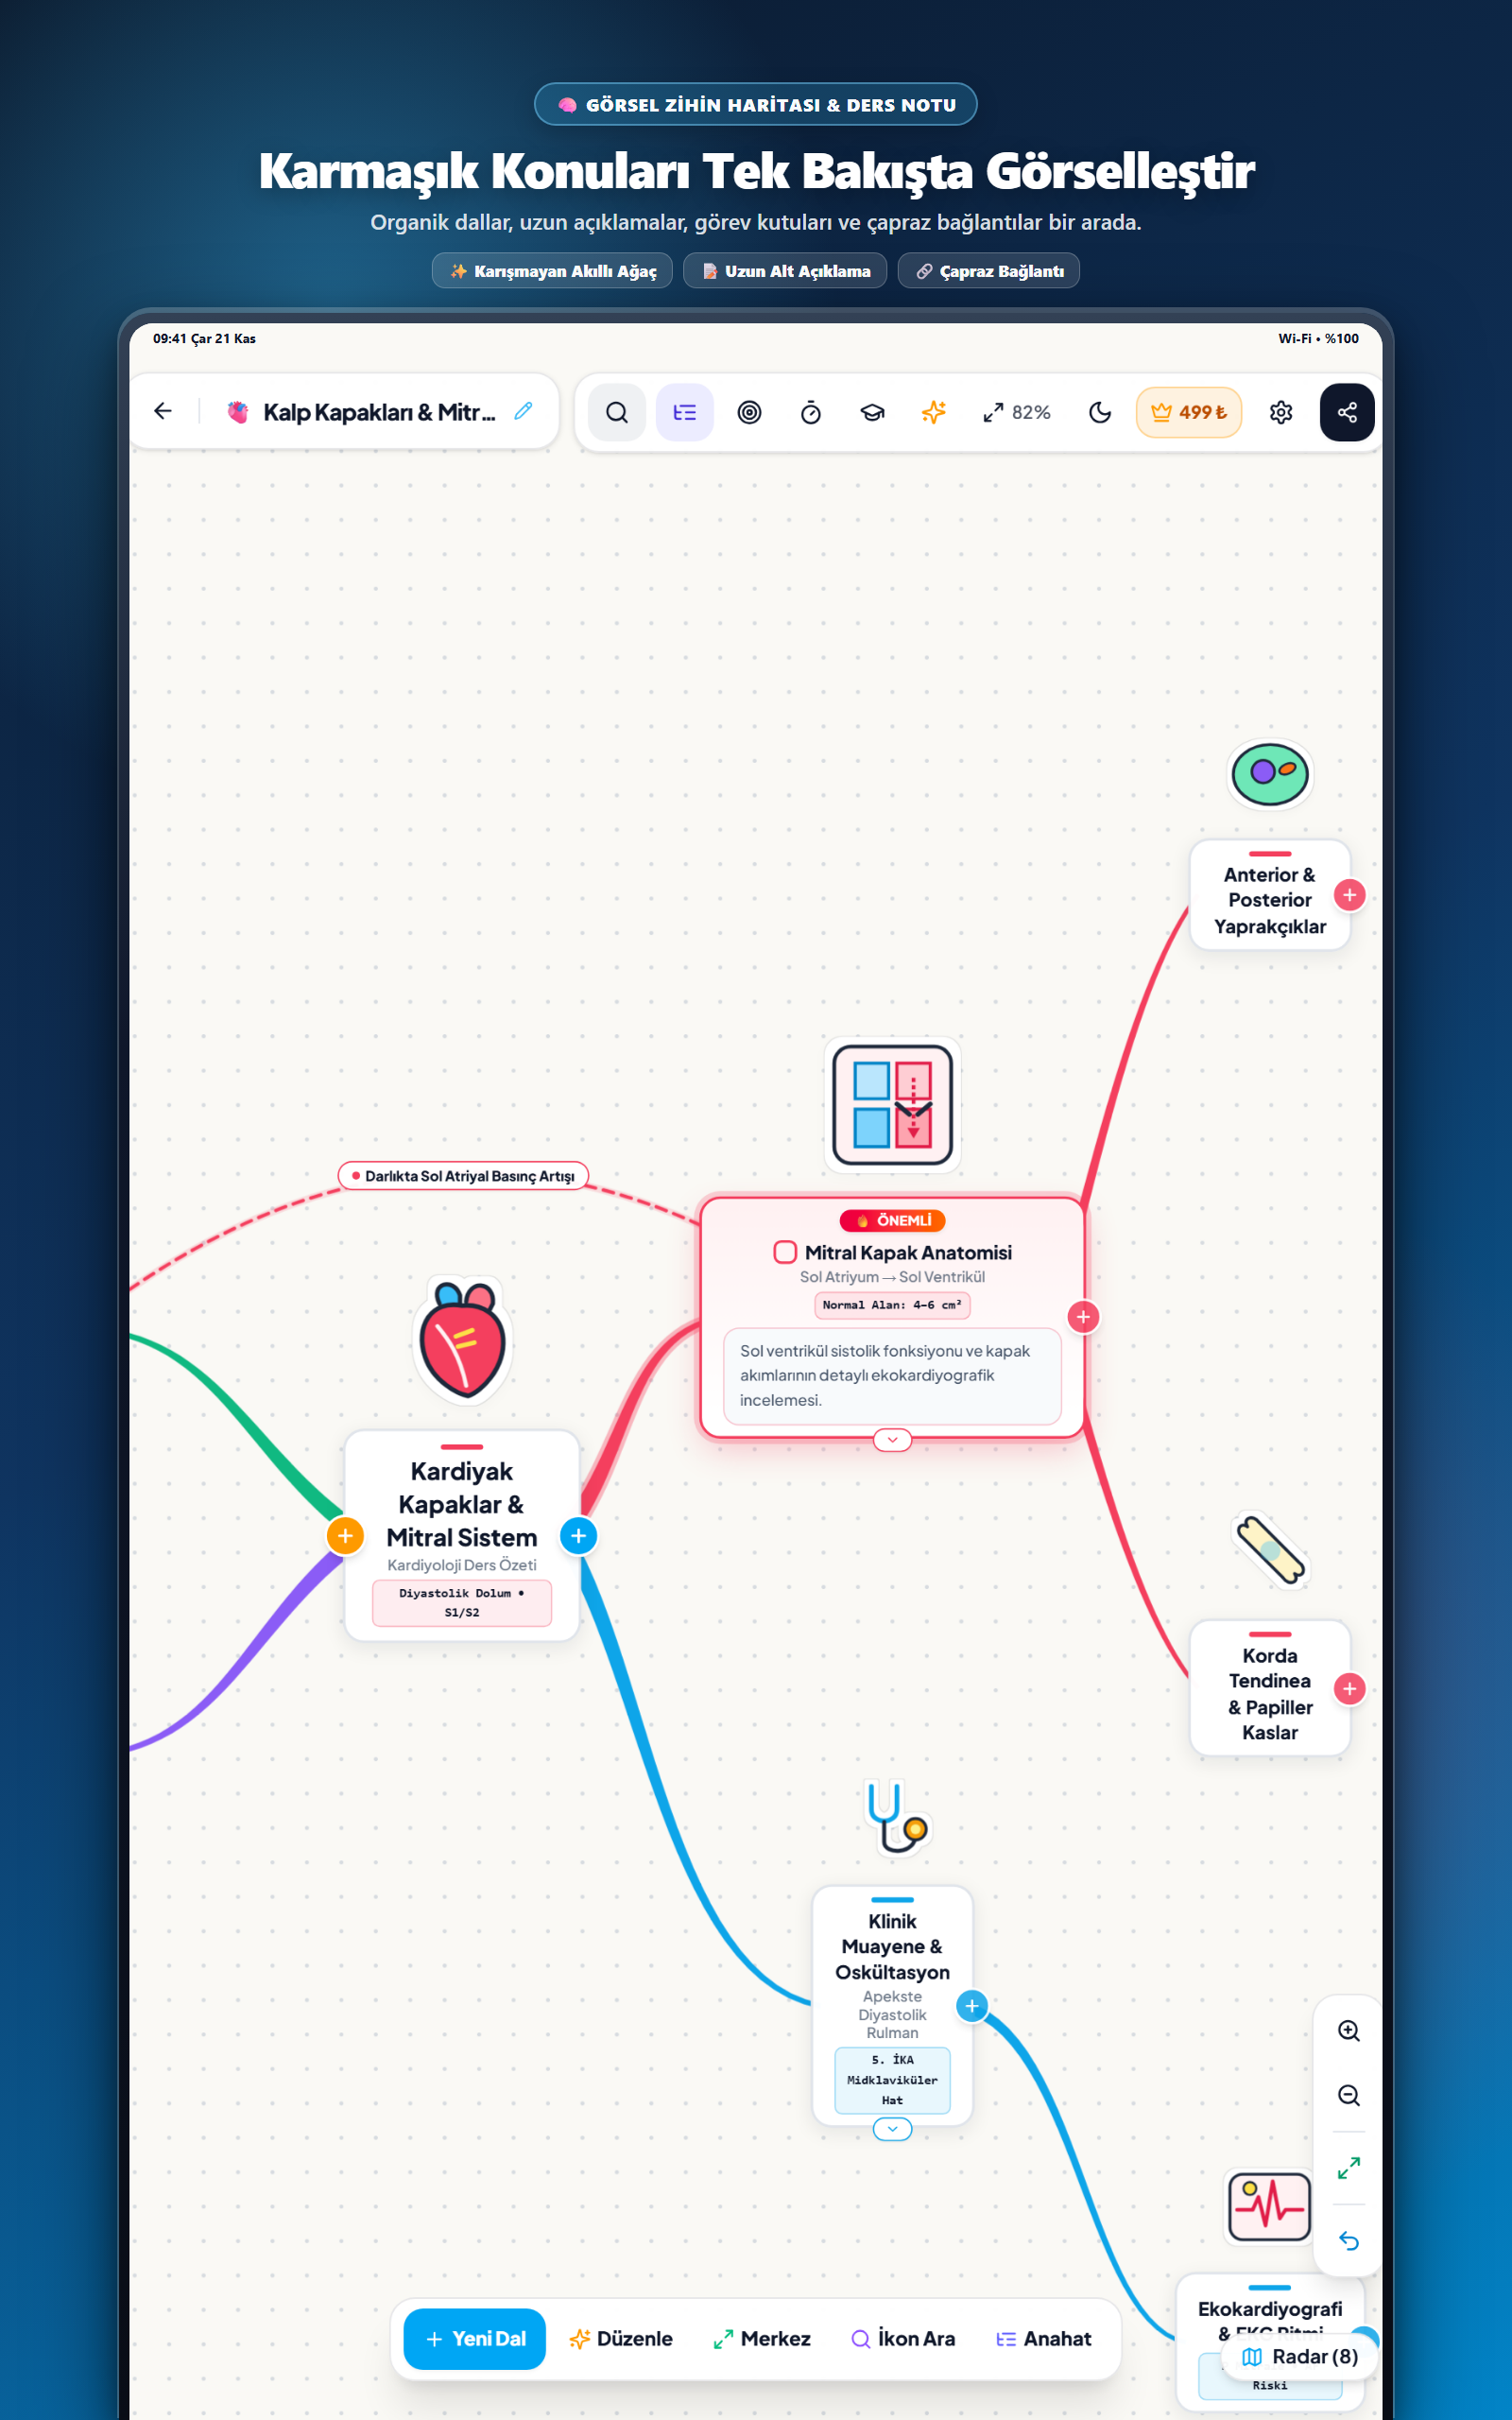 🧠 GÖRSEL ZİHİN HARİTASI & DERS NOTU
Karmaşık Konuları Tek Bakışta Görselleştir
Organik dallar, uzun açıklamalar, görev kutuları ve çapraz bağlantılar bir arada.
✨ Karışmayan Akıllı Ağaç
📝 Uzun Alt Açıklama
🔗 Çapraz Bağlantı
09:41 Çar 21 Kas
Wi-Fi • %100
Kalp Kapakları & Mitr...
82%
499 ₺
Anterior &
Posterior
Yaprakçıklar
Darlıkta Sol Atriyal Basınç Artışı
🔥 ÖNEMLİ
Mitral Kapak Anatomisi
Sol Atriyum → Sol Ventrikül
Normal Alan: 4–6 cm²
Sol ventrikül sistolik fonksiyonu ve kapak
akımlarının detaylı ekokardiyografik
incelemesi.
Kardiyak
Kapaklar &
Mitral Sistem
Kardiyoloji Ders Özeti
Diyastolik Dolum •
S1/S2
Korda
Tendinea
& Papiller
Kaslar
Klinik
Muayene &
Oskültasyon
Apekste
Diyastolik
Rulman
5. İKA
Midklaviküler
Hat
Ekokardiyografi
& EKG Ritmi
Riski
Radar (8)
+ Yeni Dal
Düzenle
Merkez
İkon Ara
Anahat